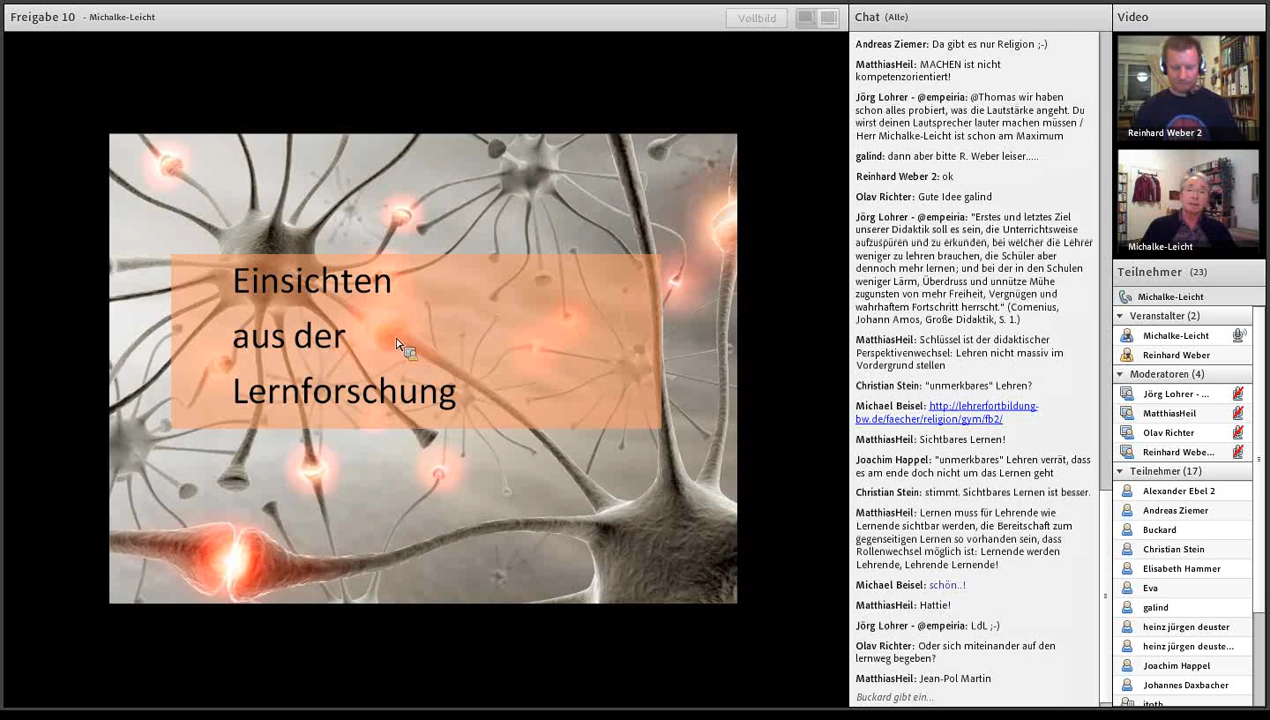 Freigabe 10 - Michalke-Leicht
Vollbild
Einsichten
aus der
Lernforschung
Chat (Alle)
Andreas Ziemer: Da gibt es nur Religion ;-)
MatthiasHeil: MACHEN ist nicht
kompetenzorientiert!
Jörg Lohrer - @empeiria: @Thomas wir haben
schon alles probiert, was die Lautstärke angeht. Du
wirst deinen Lautsprecher lauter machen müssen /
Herr Michalke-Leicht ist schon am Maximum
galind: dann aber bitte R. Weber leiser.....
Reinhard Weber 2: ok
Olav Richter: Gute Idee galind
Jörg Lohrer - @empeiria: "Erstes und letztes Ziel
unserer Didaktik soll es sein, die Unterrichtsweise
aufzuspüren und zu erkunden, bei welcher die Lehrer
weniger zu lehren brauchen, die Schüler aber
dennoch mehr lernen; und bei der in den Schulen
weniger Lärm, Überdruss und unnütze Mühe
zugunsten von mehr Freiheit, Vergnügen und
wahrhaftem Fortschritt herrscht." (Comenius,
Johann Amos, Große Didaktik, S. 1.)
MatthiasHeil: Schlüssel ist der didaktischer
Perspektivenwechsel: Lehren nicht massiv im
Vordergrund stellen
Christian Stein: "unmerkbares" Lehren?
Michael Beisel: http://lehrerfortbildung-
bw.de/faecher/religion/gym/fb2/
MatthiasHeil: Sichtbares Lernen!
Joachim Happel: "unmerkbares" Lehren verrät, dass
es am ende doch nicht um das Lernen geht
Christian Stein: stimmt. Sichtbares Lernen ist besser.
MatthiasHeil: Lernen muss für Lehrende wie
Lernende sichtbar werden, die Bereitschaft zum
gegenseitigen Lernen so vorhanden sein, dass
Rollenwechsel möglich ist: Lernende werden
Lehrende, Lehrende Lernende!
Michael Beisel: schön..!
MatthiasHeil: Hattie!
Jörg Lohrer - @empeiria: LdL ;-)
Olav Richter: Oder sich miteinander auf den
lernweg begeben?
MatthiasHeil: Jean-Pol Martin
Buckard gibt ein...
Video
Reinhard Weber 2
Michalke-Leicht
Teilnehmer (23)
Michalke-Leicht
Veranstalter (2)
Michalke-Leicht
Reinhard Weber
Moderatoren (4)
Jörg Lohrer - ...
MatthiasHeil
Olav Richter
Reinhard Webe...
Teilnehmer (17)
Alexander Ebel 2
Andreas Ziemer
Buckard
Christian Stein
Elisabeth Hammer
Eva
galind
heinz jürgen deuster
heinz jürgen deuste...
Joachim Happel
Johannes Daxbacher